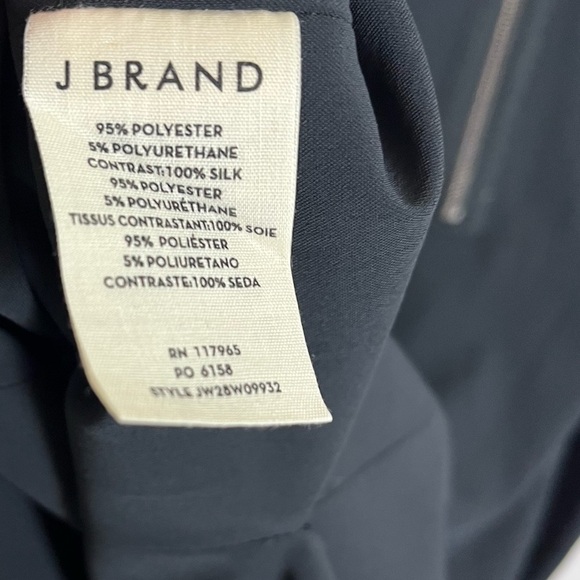 J BRAND
95% POLYESTER
5% POLYURETHANE
CONTRAST:100% SILK
95% POLYESTER
5% POLYURÉTHANE
TISSUS CONTRASTANT:100% SOIE
95% POLIÉSTER
5% POLIURETANO
CONTRASTE:100% SEDA
RN 117965
PO 6158
STYLE JW28W09932